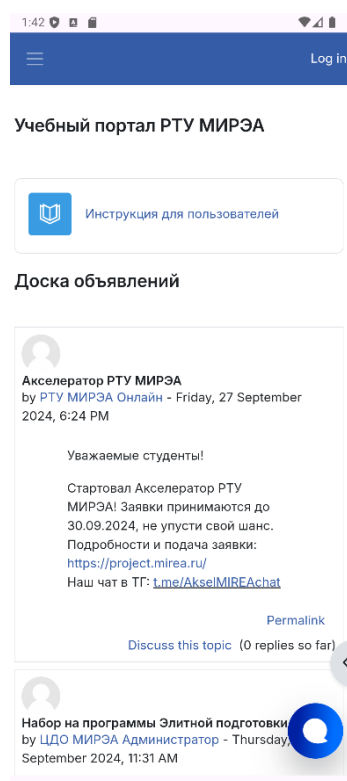 1:42
Log in
Учебный портал РТУ МИРЭА
Инструкция для пользователей
Доска объявлений
Акселератор РТУ МИРЭА
by РТУ МИРЭА Онлайн - Friday, 27 September
2024, 6:24 PM
Уважаемые студенты!
Стартовал Акселератор РТУ
МИРЭА! Заявки принимаются до
30.09.2024, не упусти свой шанс.
Подробности и подача заявки:
https://project.mirea.ru/
Наш чат в ТГ: t.me/AkselMIREAchat
Permalink
Discuss this topic (0 replies so far)
Набор на программы Элитной подготовки
by ЦДО МИРЭА Администратор - Thursday,
September 2024, 11:31 AM